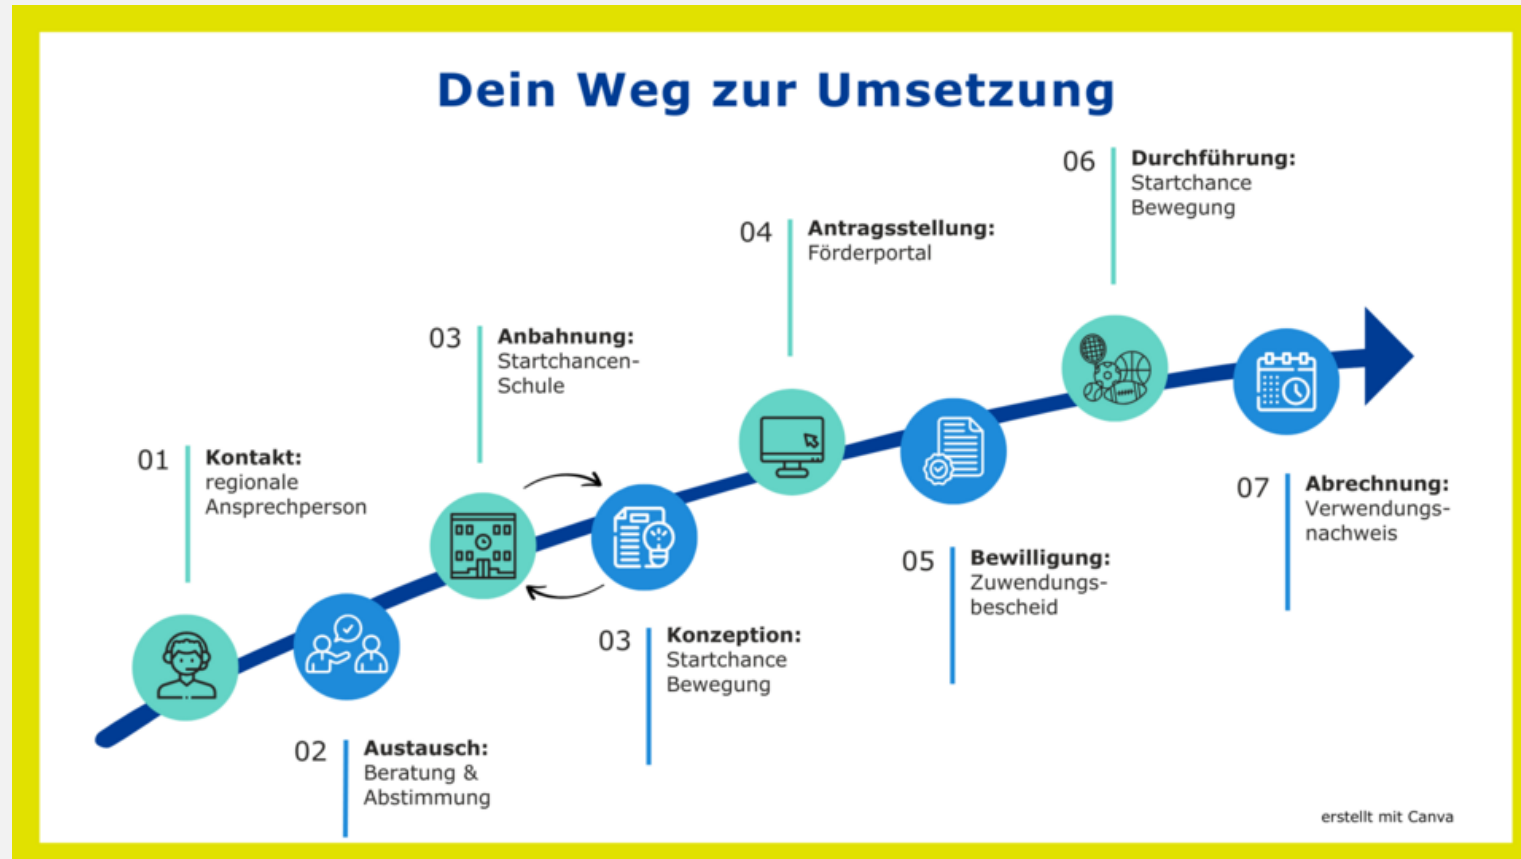 Dein Weg zur Umsetzung
01
Kontakt:
regionale
Ansprechperson
02
Austausch:
Beratung &
Abstimmung
03
Anbahnung:
Startchancen-
Schule
03
Konzeption:
Startchance
Bewegung
04
Antragsstellung:
Förderportal
05
Bewilligung:
Zuwendungs-
bescheid
06
Durchführung:
Startchance
Bewegung
07
Abrechnung:
Verwendungs-
nachweis
erstellt mit Canva